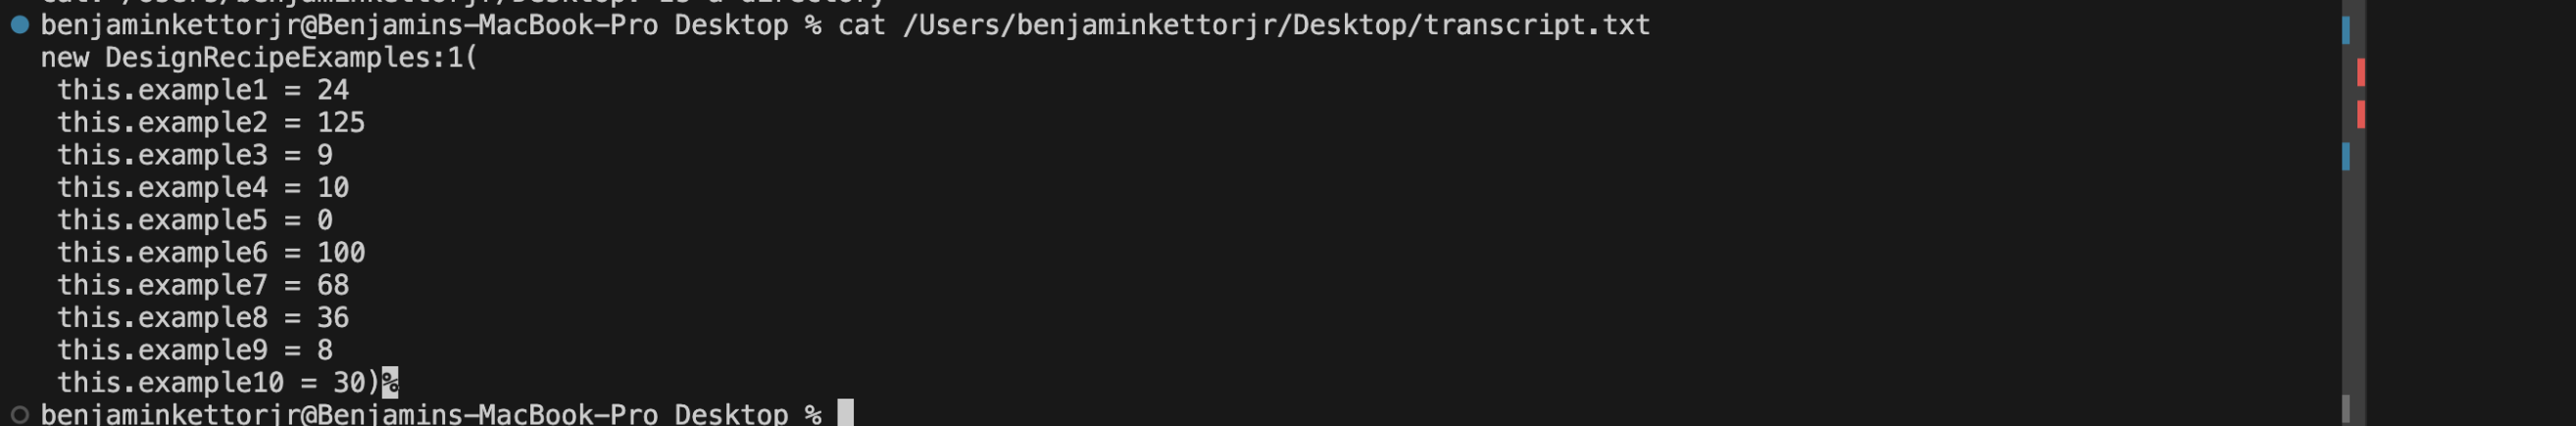 cat: /Users/benjaminkettorjr/Desktop: is a directory
benjaminkettorjr@Benjamins-MacBook-Pro Desktop % cat /Users/benjaminkettorjr/Desktop/transcript.txt
new DesignRecipeExamples:1(
 this.example1 = 24
 this.example2 = 125
 this.example3 = 9
 this.example4 = 10
 this.example5 = 0
 this.example6 = 100
 this.example7 = 68
 this.example8 = 36
 this.example9 = 8
 this.example10 = 30)%
benjaminkettorjr@Benjamins-MacBook-Pro Desktop %